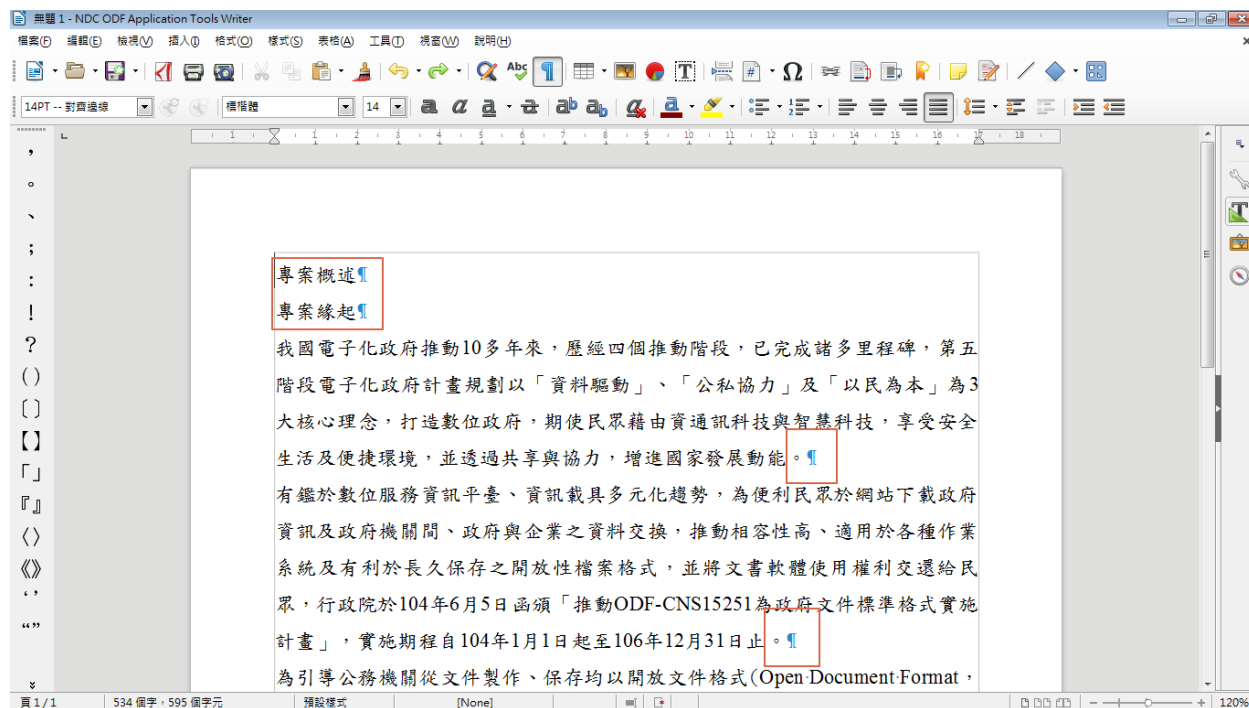 無題 1 - NDC ODF Application Tools Writer
檔案(F) 編輯(E) 檢視(V) 插入(I) 格式(O) 樣式(S) 表格(A) 工具(T) 視窗(W) 說明(H)
14PT -- 對齊邊線 標楷體 14
1 1 2 3 4 5 6 7 8 9 10 11 12 13 14 15 16 17 18
，
。
、
；
：
！
？
( )
〔 〕
【 】
「 」
『 』
〈 〉
《 》
‘ ’
“ ”
專案概述¶
專案緣起¶
我國電子化政府推動10多年來，歷經四個推動階段，已完成諸多里程碑，第五
階段電子化政府計畫規劃以「資料驅動」、「公私協力」及「以民為本」為3
大核心理念，打造數位政府，期使民眾藉由資通訊科技與智慧科技，享受安全
生活及便捷環境，並透過共享與協力，增進國家發展動能。¶
有鑑於數位服務資訊平臺、資訊載具多元化趨勢，為便利民眾於網站下載政府
資訊及政府機關間、政府與企業之資料交換，推動相容性高、適用於各種作業
系統及有利於長久保存之開放性檔案格式，並將文書軟體使用權利交還給民
眾，行政院於104年6月5日函頒「推動ODF-CNS15251為政府文件標準格式實施
計畫」，實施期程自104年1月1日起至106年12月31日止。¶
為引導公務機關從文件製作、保存均以開放文件格式(Open·Document·Format，
頁 1 / 1 534 個字，595 個字元 預設樣式 [None] 120%